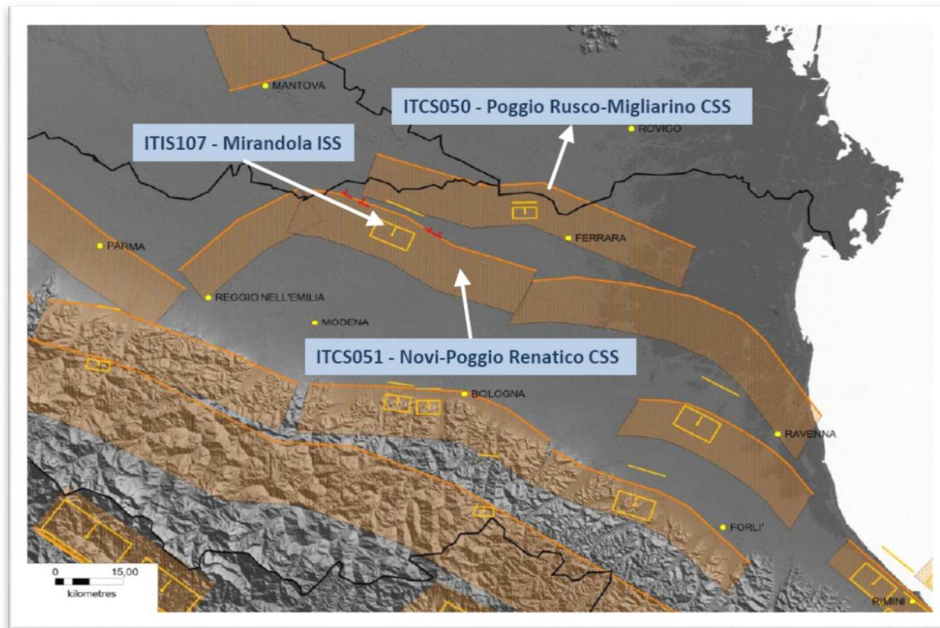 MANTOVA
ITCS050 - Poggio Rusco-Migliarino CSS
ROVIGO
ITIS107 - Mirandola ISS
PARMA
FERRARA
REGGIO NELL'EMILIA
MODENA
ITCS051 - Novi-Poggio Renatico CSS
BOLOGNA
RAVENNA
FORLI'
0 15,00
kilometres
RIMINI